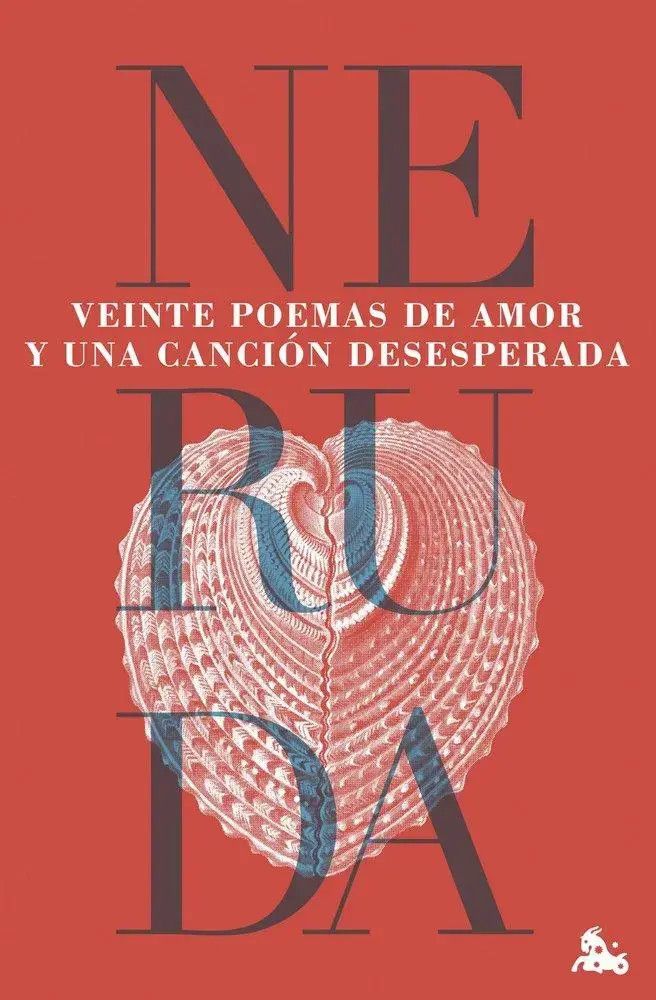 NE
VEINTE POEMAS DE AMOR
Y UNA CANCIÓN DESESPERADA
RU
DA